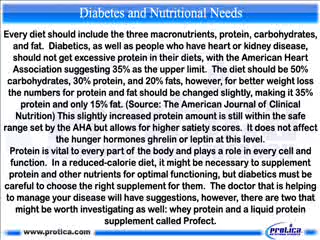 Diabetes and Nutritional Needs
Every diet should include the three macronutrients, protein, carbohydrates,
and fat.  Diabetics, as well as people who have heart or kidney disease,
should not get excessive protein in their diets, with the American Heart
Association suggesting 35% as the upper limit.  The diet should be 50%
carbohydrates, 30% protein, and 20% fats, however, for better weight loss
the numbers for protein and fat should be changed slightly, making it 35%
protein and only 15% fat. (Source: The American Journal of Clinical
Nutrition) This slightly increased protein amount is still within the safe
range set by the AHA but allows for higher satiety scores.  It does not affect
the hunger hormones ghrelin or leptin at this level.
Protein is vital to every part of the body and plays a role in every cell and
function.  In a reduced-calorie diet, it might be necessary to supplement
protein and other nutrients for optimal functioning, but diabetics must be
careful to choose the right supplement for them.  The doctor that is helping
to manage your disease will have suggestions, however, there are two that
might be worth investigating as well: whey protein and a liquid protein
supplement called Profect.
www.protica.com
protica